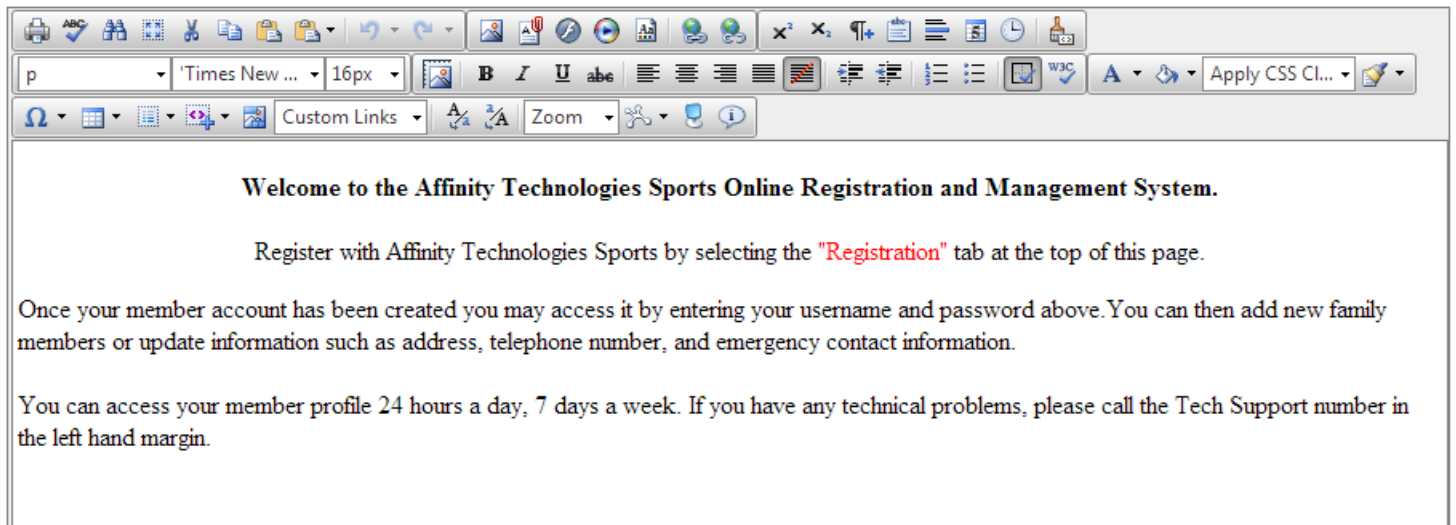 p 'Times New ... 16px B I U abc W3C A Apply CSS Cl...
Ω Custom Links Zoom
Welcome to the Affinity Technologies Sports Online Registration and Management System.
Register with Affinity Technologies Sports by selecting the "Registration" tab at the top of this page.
Once your member account has been created you may access it by entering your username and password above.You can then add new family
members or update information such as address, telephone number, and emergency contact information.
You can access your member profile 24 hours a day, 7 days a week. If you have any technical problems, please call the Tech Support number in
the left hand margin.